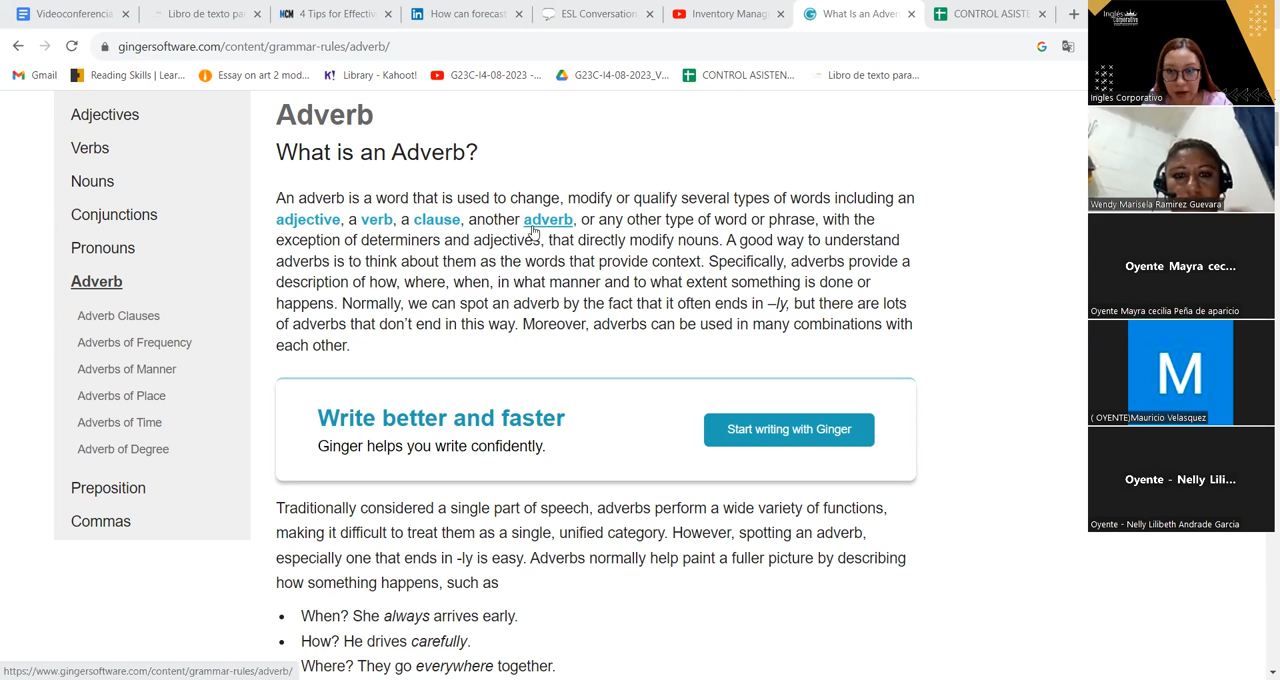 Videoconferencia
Libro de texto pa
4 Tips for Effectiv
How can forecast
ESL Conversation
Inventory Manag
What Is an Adver
CONTROL ASISTE
gingersoftware.com/content/grammar-rules/adverb/
Gmail
Reading Skills | Lear...
Essay on art 2 mod...
Library - Kahoot!
G23C-I4-08-2023 -...
G23C-I4-08-2023_V...
CONTROL ASISTEN...
Libro de texto para...
Adjectives
Verbs
Nouns
Conjunctions
Pronouns
Adverb
Adverb Clauses
Adverbs of Frequency
Adverbs of Manner
Adverbs of Place
Adverbs of Time
Adverb of Degree
Preposition
Commas
Adverb
What is an Adverb?
An adverb is a word that is used to change, modify or qualify several types of words including an
adjective, a verb, a clause, another adverb, or any other type of word or phrase, with the
exception of determiners and adjectives, that directly modify nouns. A good way to understand
adverbs is to think about them as the words that provide context. Specifically, adverbs provide a
description of how, where, when, in what manner and to what extent something is done or
happens. Normally, we can spot an adverb by the fact that it often ends in –ly, but there are lots
of adverbs that don't end in this way. Moreover, adverbs can be used in many combinations with
each other.
Write better and faster
Ginger helps you write confidently.
Start writing with Ginger
Traditionally considered a single part of speech, adverbs perform a wide variety of functions,
making it difficult to treat them as a single, unified category. However, spotting an adverb,
especially one that ends in -ly is easy. Adverbs normally help paint a fuller picture by describing
how something happens, such as
• When? She always arrives early.
• How? He drives carefully.
Where? They go everywhere together.
https://www.gingersoftware.com/content/grammar-rules/adverb/
Inglés
Corporativo
Ingles Corporativo
Wendy Marisela Ramirez Guevara
Oyente Mayra cec...
Oyente Mayra cecilia Peña de aparicio
M
( OYENTE)Mauricio Velasquez
Oyente - Nelly Lili...
Oyente - Nelly Lilibeth Andrade Garcia